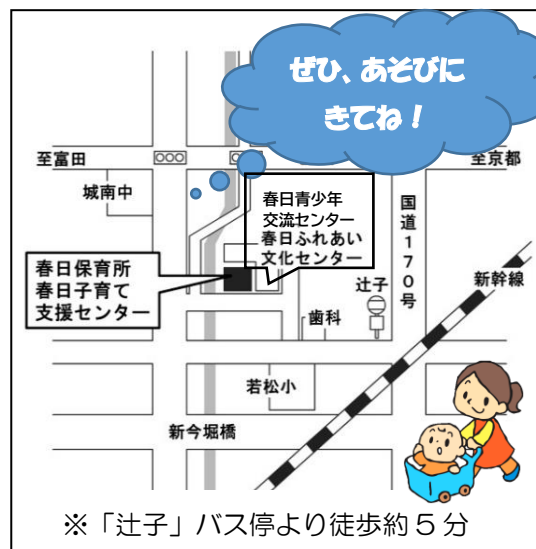 ぜひ、あそびに
きてね！
至富田
至京都
城南中
春日青少年
交流センター
春日ふれあい
文化センター
国道170号
春日保育所
春日子育て
支援センター
辻子
新幹線
歯科
若松小
新今堀橋
※「辻子」バス停より徒歩約5分